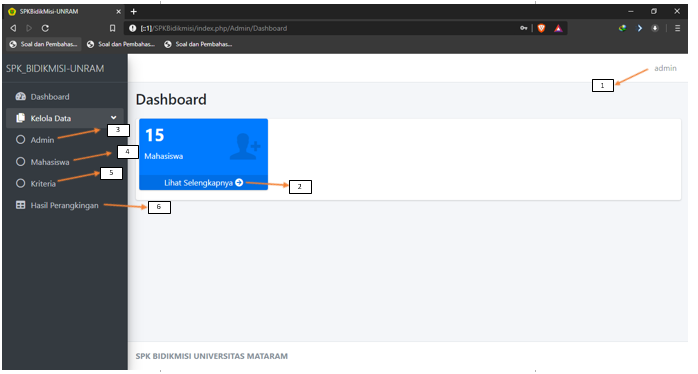 SPKBidikMisi-UNRAM
[::1]/SPKBidikmisi/index.php/Admin/Dashboard
Soal dan Pembahas... Soal dan Pembahas... Soal dan Pembahas...
SPK_BIDIKMISI-UNRAM
admin
1
Dashboard
Dashboard
Kelola Data
3
Admin
15
Mahasiswa
4
Mahasiswa
5
Kriteria
Lihat Selengkapnya
2
Hasil Perangkingan
6
SPK BIDIKMISI UNIVERSITAS MATARAM